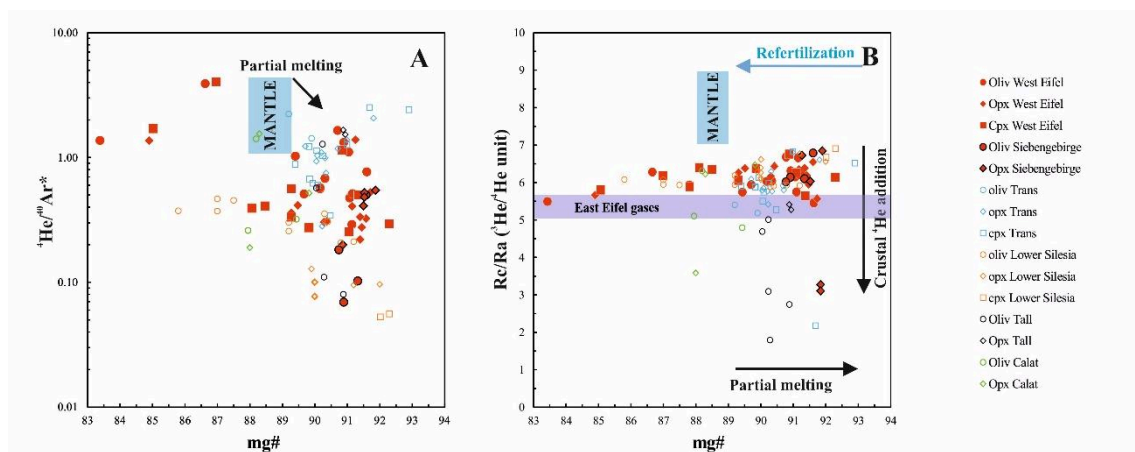 A
Partial melting
MANTLE
10.00
1.00
0.10
0.01
⁴He/⁴⁰Ar*
83 84 85 86 87 88 89 90 91 92 93 94
mg#
B
Refertilization
MANTLE
East Eifel gases
Crustal ⁴He addition
Partial melting
10
9
8
7
6
5
4
3
2
1
0
Rc/Ra (³He/⁴He unit)
83 84 85 86 87 88 89 90 91 92 93 94
mg#
Oliv West Eifel
Opx West Eifel
Cpx West Eifel
Oliv Siebengebirge
Opx Siebengebirge
oliv Trans
opx Trans
cpx Trans
oliv Lower Silesia
opx Lower Silesia
cpx Lower Silesia
Oliv Tall
Opx Tall
Oliv Calat
Opx Calat